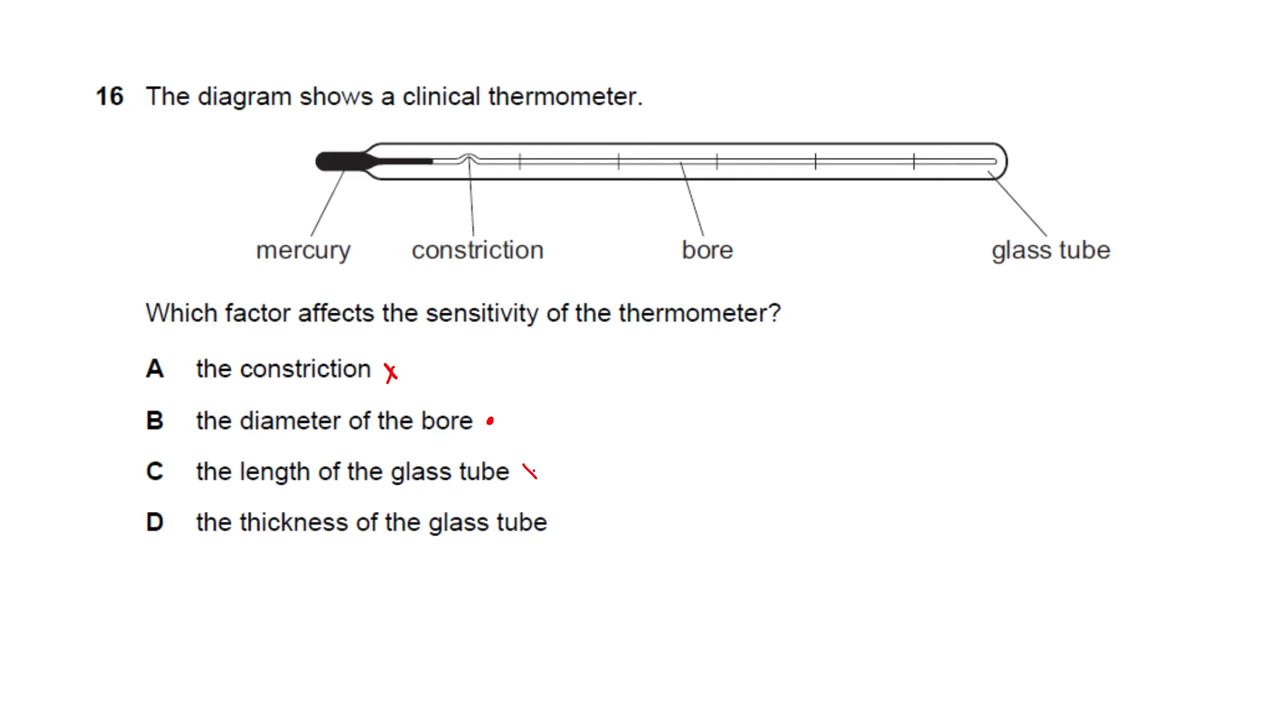 16 The diagram shows a clinical thermometer.
mercury constriction bore glass tube
Which factor affects the sensitivity of the thermometer?
A the constriction
B the diameter of the bore
C the length of the glass tube
D the thickness of the glass tube